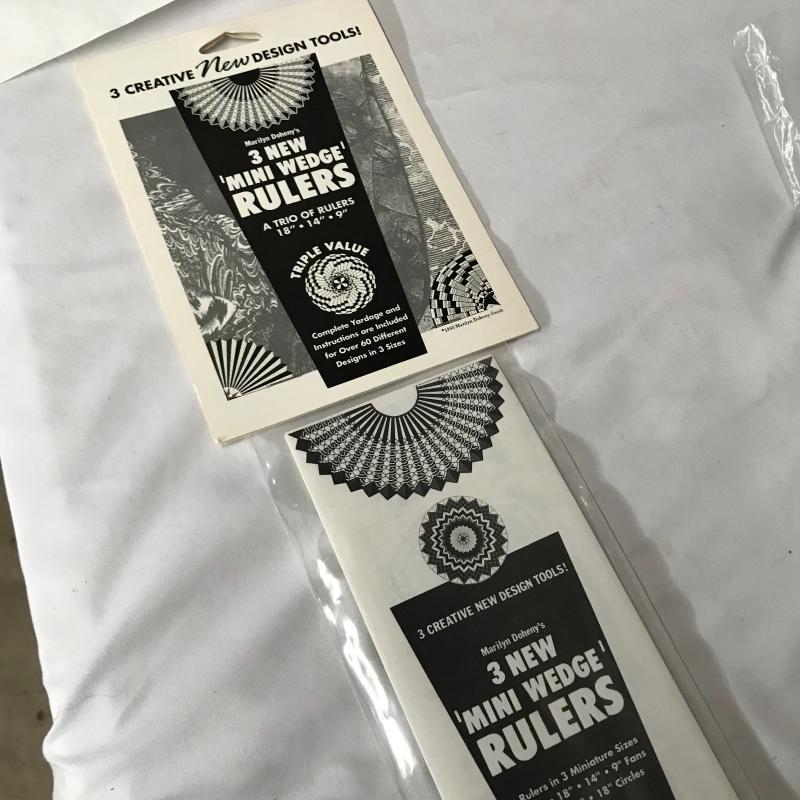 3 CREATIVE New DESIGN TOOLS!
Marilyn Doheny's
3 NEW
'MINI WEDGE'
RULERS
A TRIO OF RULERS
18" • 14" • 9"
TRIPLE VALUE
Complete Yardage and
Instructions are Included
for Over 60 Different
Designs in 3 Sizes
Marilyn Doheny-Smith
3 CREATIVE NEW DESIGN TOOLS!
Marilyn Doheny's
3 NEW
'MINI WEDGE'
RULERS
Rulers in 3 Miniature Sizes
18" • 14" • 9" Fans
18" Circles